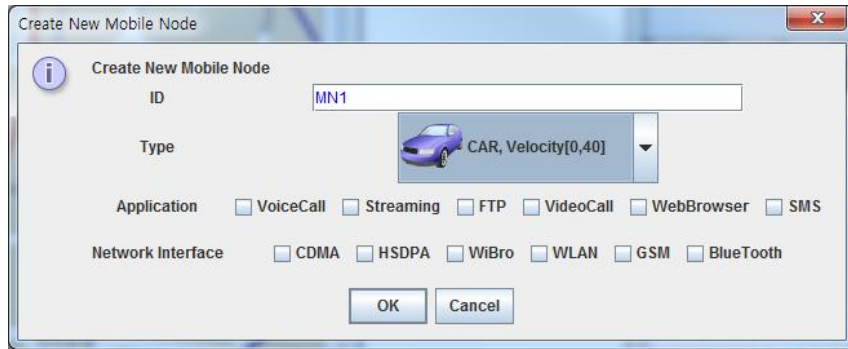 Create New Mobile Node
Create New Mobile Node
ID MN1
Type CAR, Velocity[0,40]
Application VoiceCall Streaming FTP VideoCall WebBrowser SMS
Network Interface CDMA HSDPA WiBro WLAN GSM BlueTooth
OK Cancel